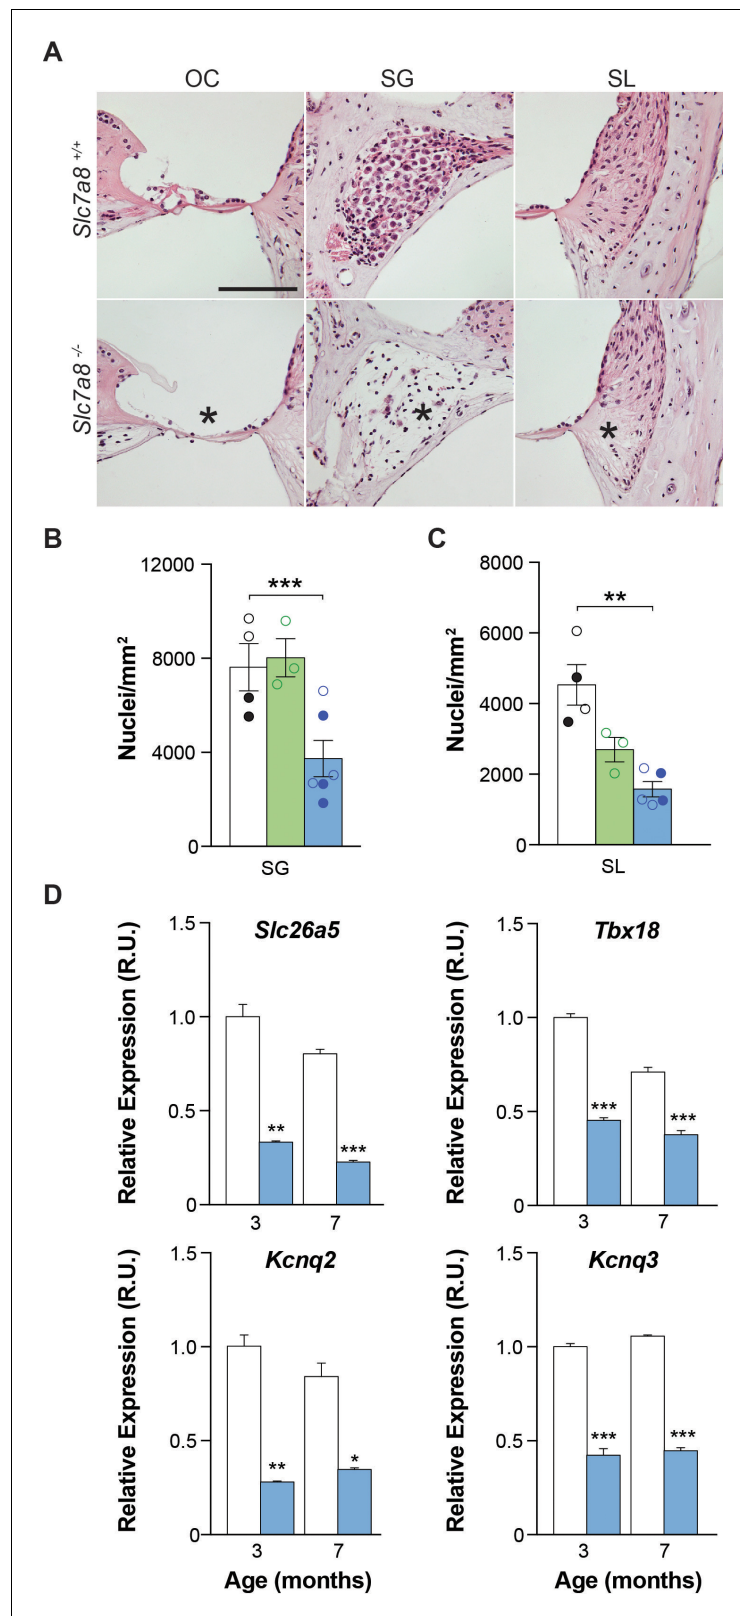 A
OC SG SL
Slc7a8 +/+
Slc7a8 -/-
*
*
*
B
12000
8000
4000
0
Nuclei/mm²
***
SG
C
8000
6000
4000
2000
0
Nuclei/mm²
**
SL
D
Slc26a5
Relative Expression (R.U.)
1.5
1.0
0.5
0
**
***
3 7
Tbx18
Relative Expression (R.U.)
1.5
1.0
0.5
0
***
***
3 7
Kcnq2
Relative Expression (R.U.)
1.5
1.0
0.5
0
**
*
3 7
Age (months)
Kcnq3
Relative Expression (R.U.)
1.5
1.0
0.5
0
***
***
3 7
Age (months)